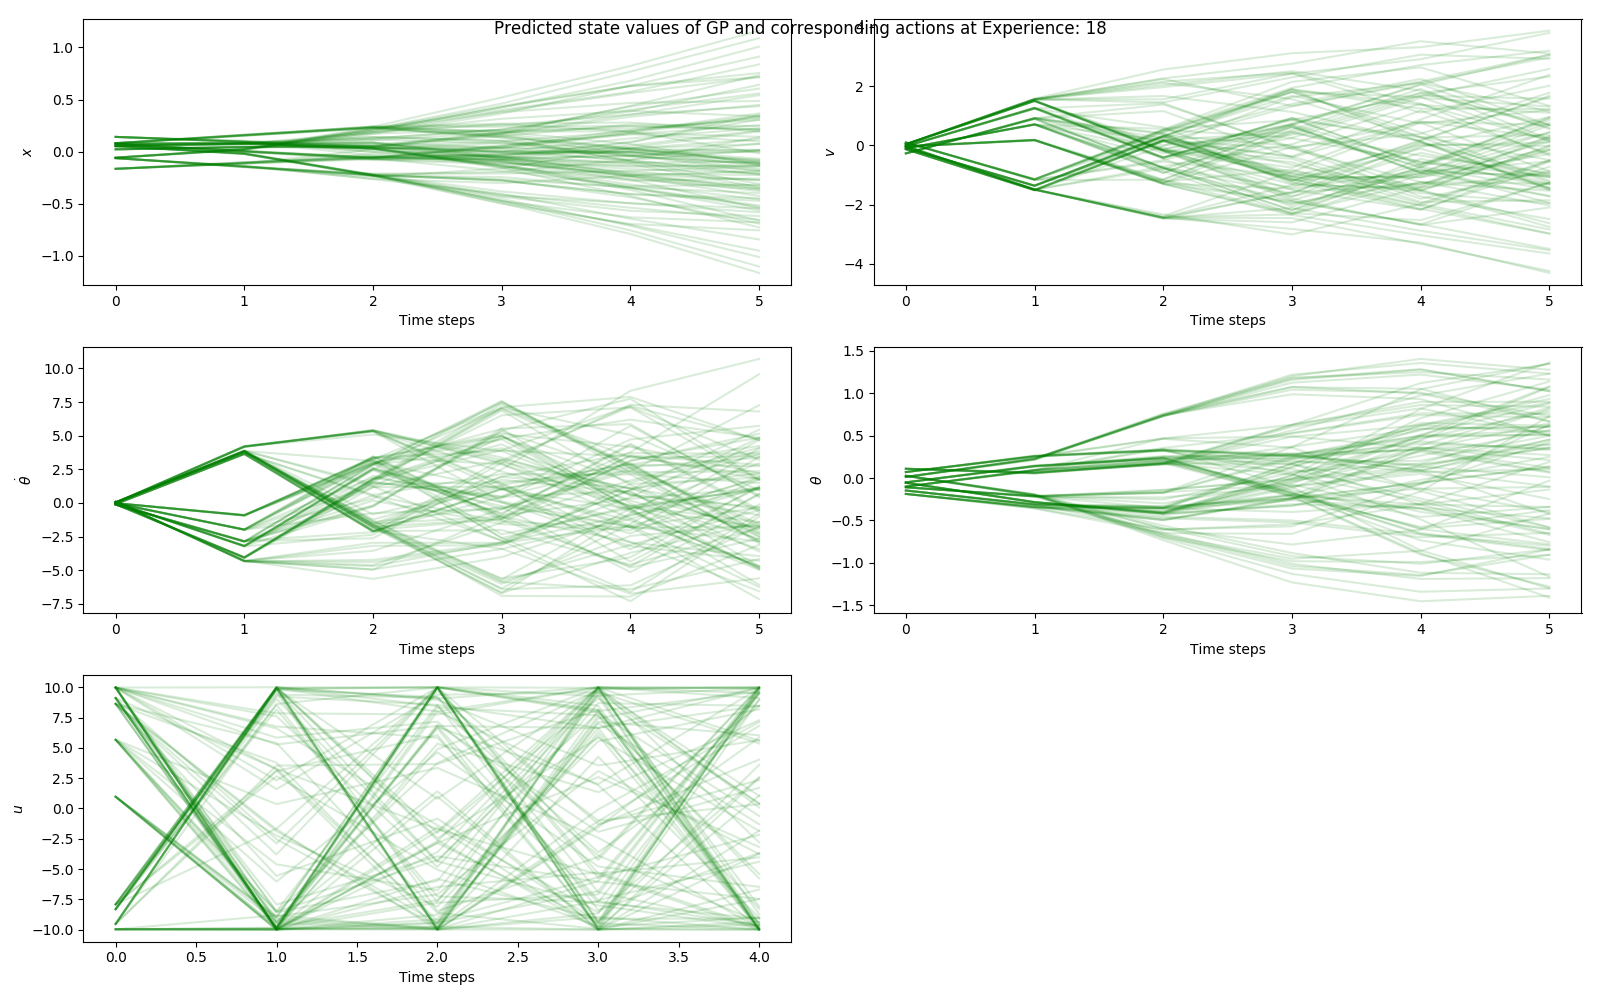 Predicted state values of GP and corresponding actions at Experience: 18
1.0
0.5
0.0
−0.5
−1.0
x
0 1 2 3 4 5
Time steps
4
2
0
−2
−4
v
0 1 2 3 4 5
Time steps
10.0
7.5
5.0
2.5
0.0
−2.5
−5.0
−7.5
θ̇
0 1 2 3 4 5
Time steps
1.5
1.0
0.5
0.0
−0.5
−1.0
−1.5
θ
0 1 2 3 4 5
Time steps
10.0
7.5
5.0
2.5
0.0
−2.5
−5.0
−7.5
−10.0
u
0.0 0.5 1.0 1.5 2.0 2.5 3.0 3.5 4.0
Time steps